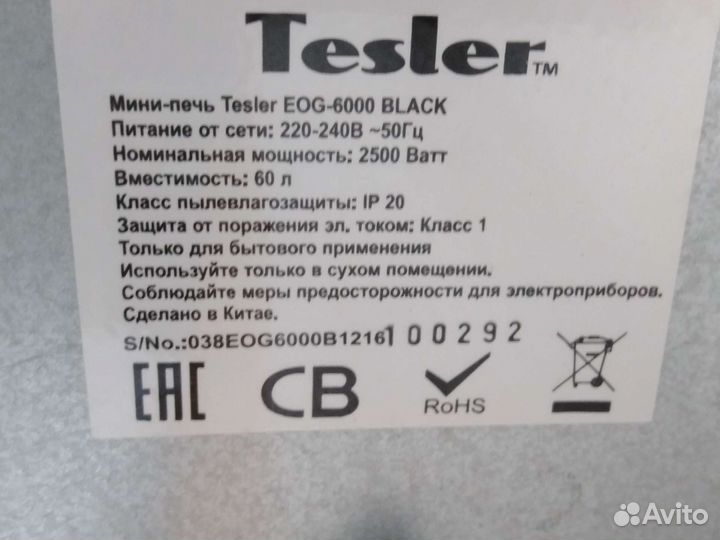 Tesler™
Мини-печь Tesler EOG-6000 BLACK
Питание от сети: 220-240В ~50Гц
Номинальная мощность: 2500 Ватт
Вместимость: 60 л
Класс пылевлагозащиты: IP 20
Защита от поражения эл. током: Класс 1
Только для бытового применения
Используйте только в сухом помещении.
Соблюдайте меры предосторожности для электроприборов.
Сделано в Китае.
S/No.:038EOG6000B1216100292
EAC CB RoHS
Avito